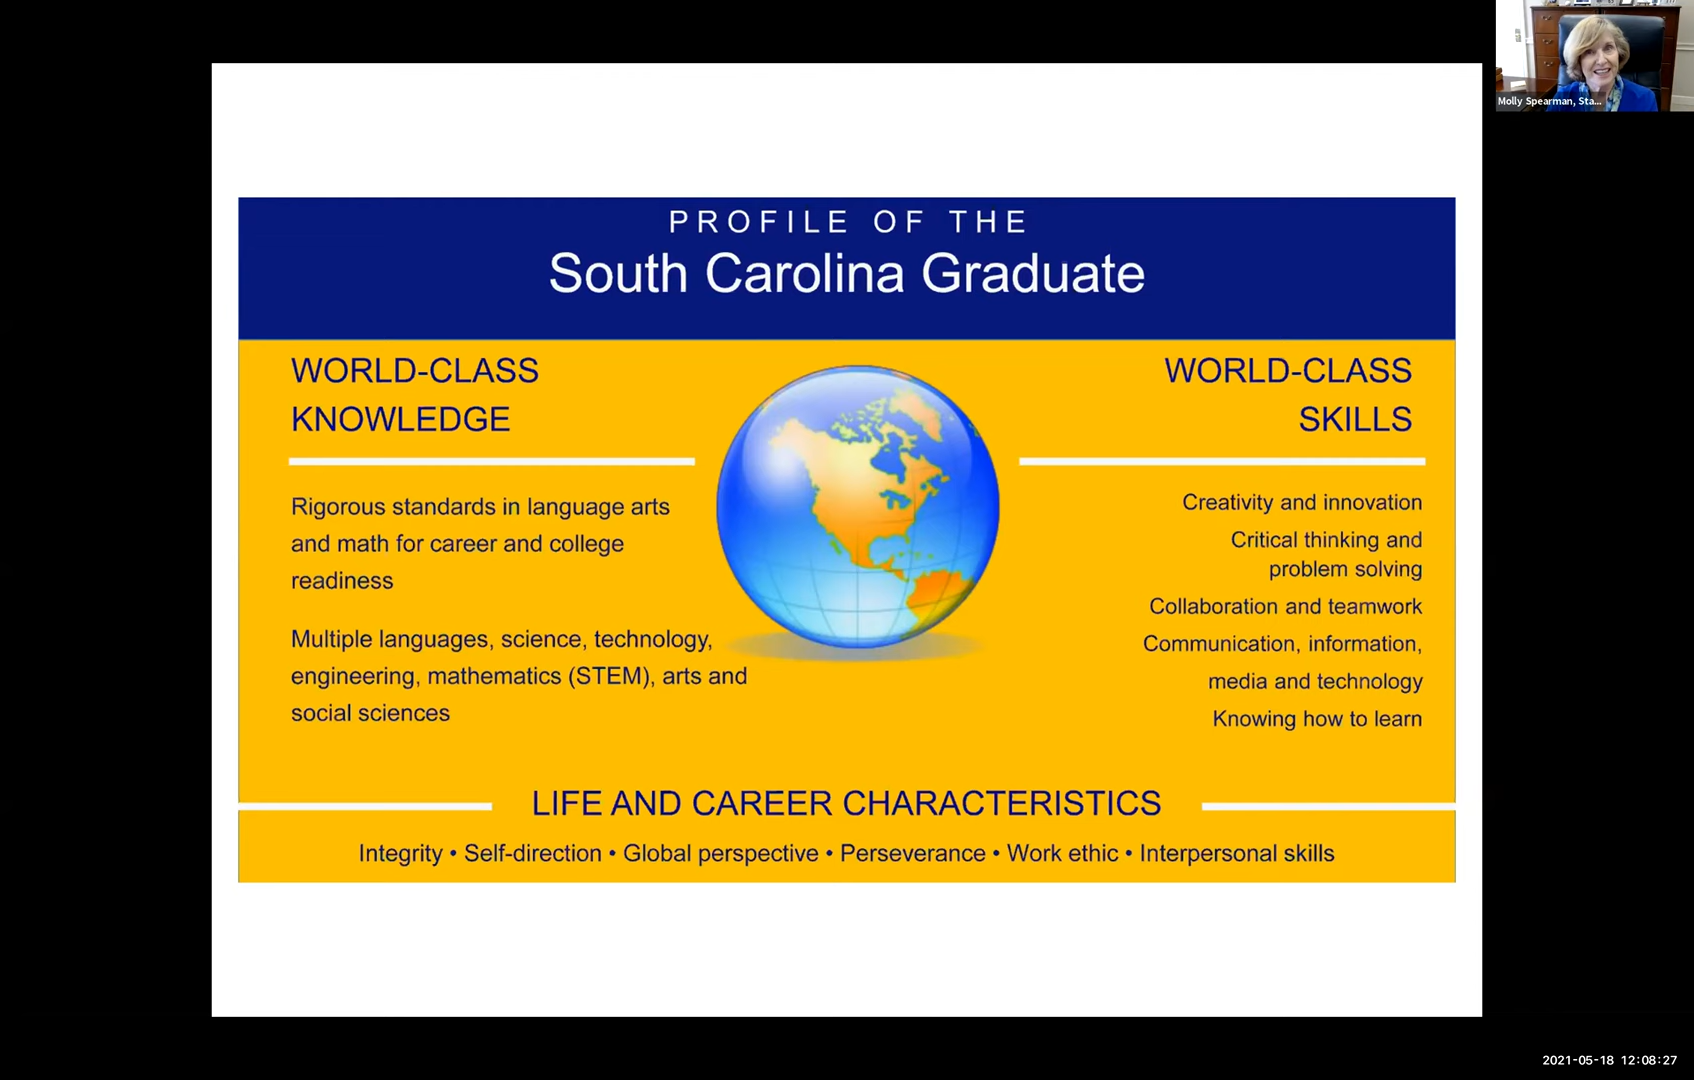 PROFILE OF THE
South Carolina Graduate
WORLD-CLASS
KNOWLEDGE
Rigorous standards in language arts
and math for career and college
readiness
Multiple languages, science, technology,
engineering, mathematics (STEM), arts and
social sciences
WORLD-CLASS
SKILLS
Creativity and innovation
Critical thinking and
problem solving
Collaboration and teamwork
Communication, information,
media and technology
Knowing how to learn
LIFE AND CAREER CHARACTERISTICS
Integrity • Self-direction • Global perspective • Perseverance • Work ethic • Interpersonal skills
Molly Spearman, Sta...
2021-05-18 12:08:27